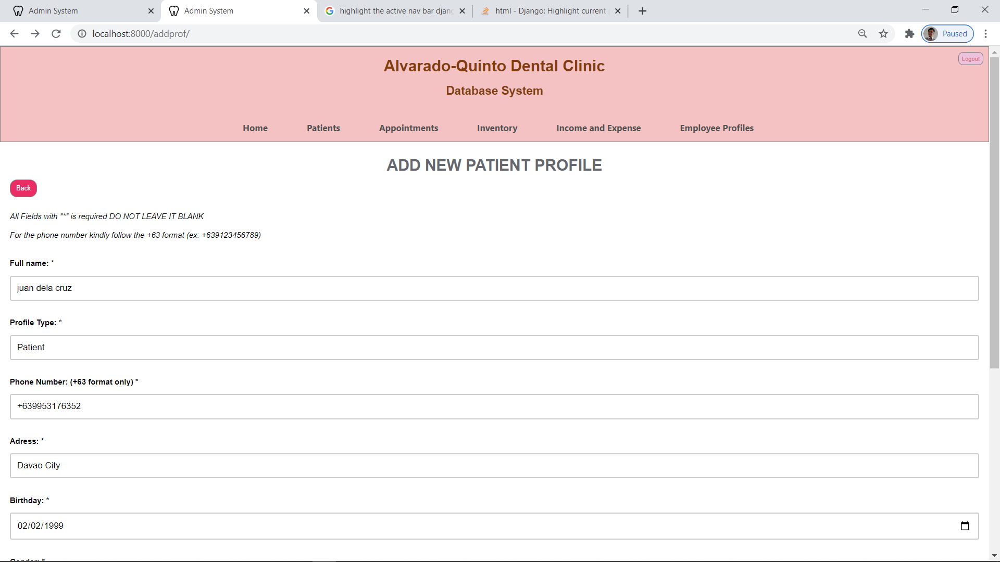 Admin System
Admin System
highlight the active nav bar djang
html - Django: Highlight current
localhost:8000/addprof/
Paused
Logout
Alvarado-Quinto Dental Clinic
Database System
Home Patients Appointments Inventory Income and Expense Employee Profiles
ADD NEW PATIENT PROFILE
Back
All Fields with "*" is required DO NOT LEAVE IT BLANK
For the phone number kindly follow the +63 format (ex: +639123456789)
Full name: *
juan dela cruz
Profile Type: *
Patient
Phone Number: (+63 format only) *
+639953176352
Adress: *
Davao City
Birthday: *
02/02/1999
Gender: *